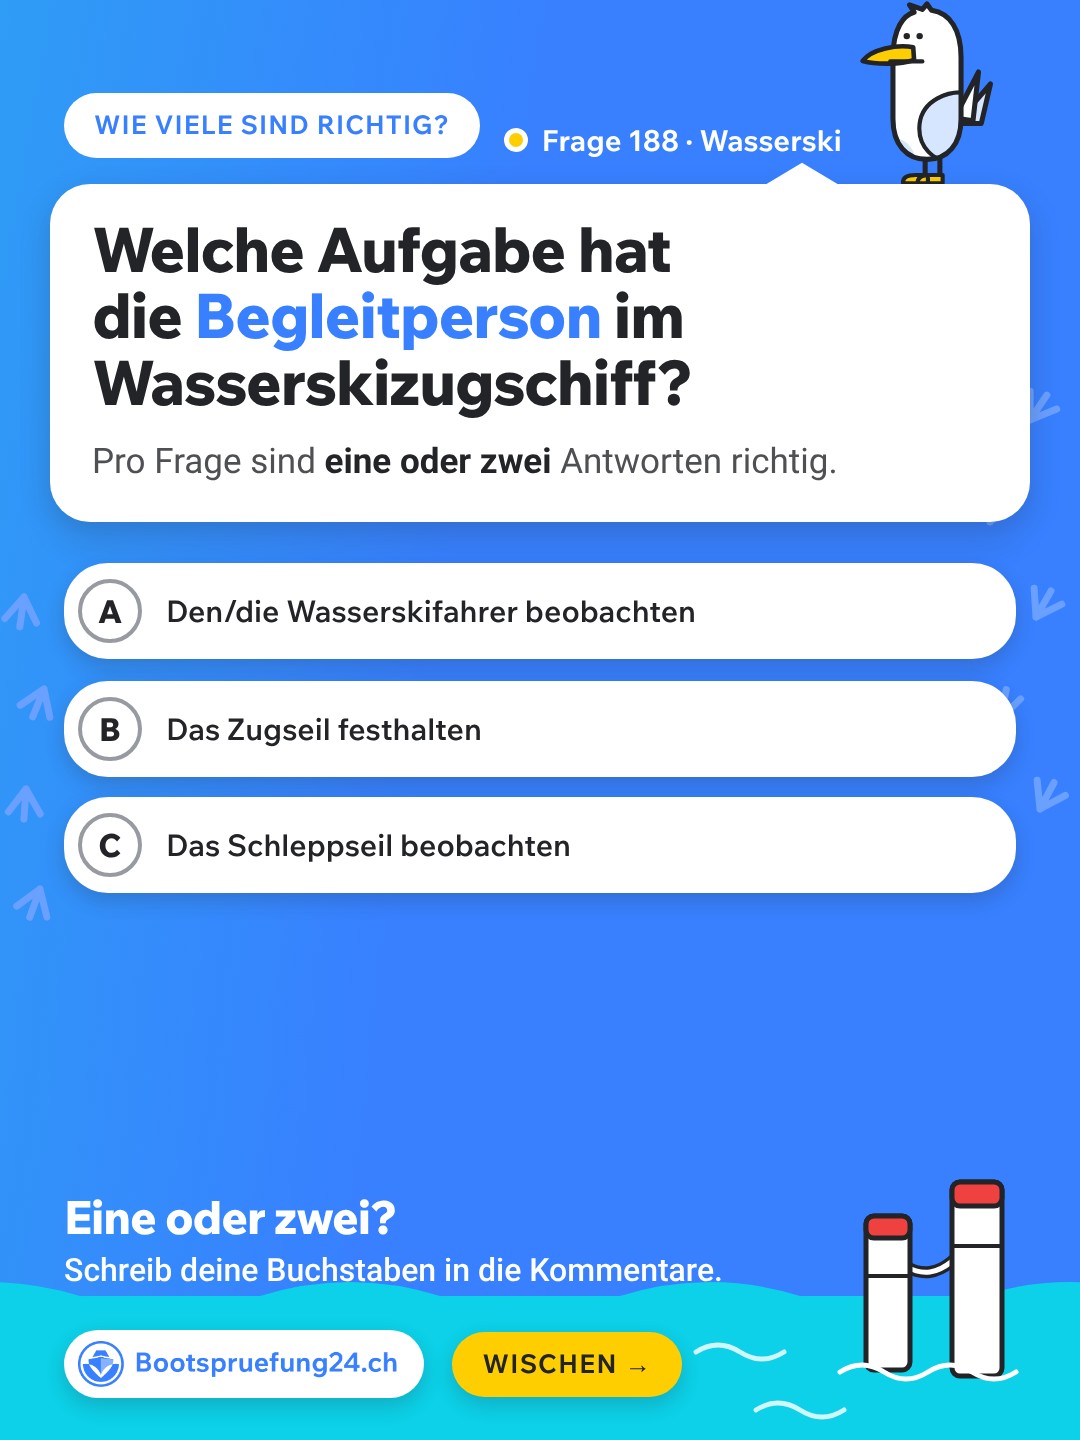 WIE VIELE SIND RICHTIG?
Frage 188 · Wasserski
Welche Aufgabe hat
die Begleitperson im
Wasserskizugschiff?
Pro Frage sind eine oder zwei Antworten richtig.
A Den/die Wasserskifahrer beobachten
B Das Zugseil festhalten
C Das Schleppseil beobachten
Eine oder zwei?
Schreib deine Buchstaben in die Kommentare.
Bootspruefung24.ch
WISCHEN →